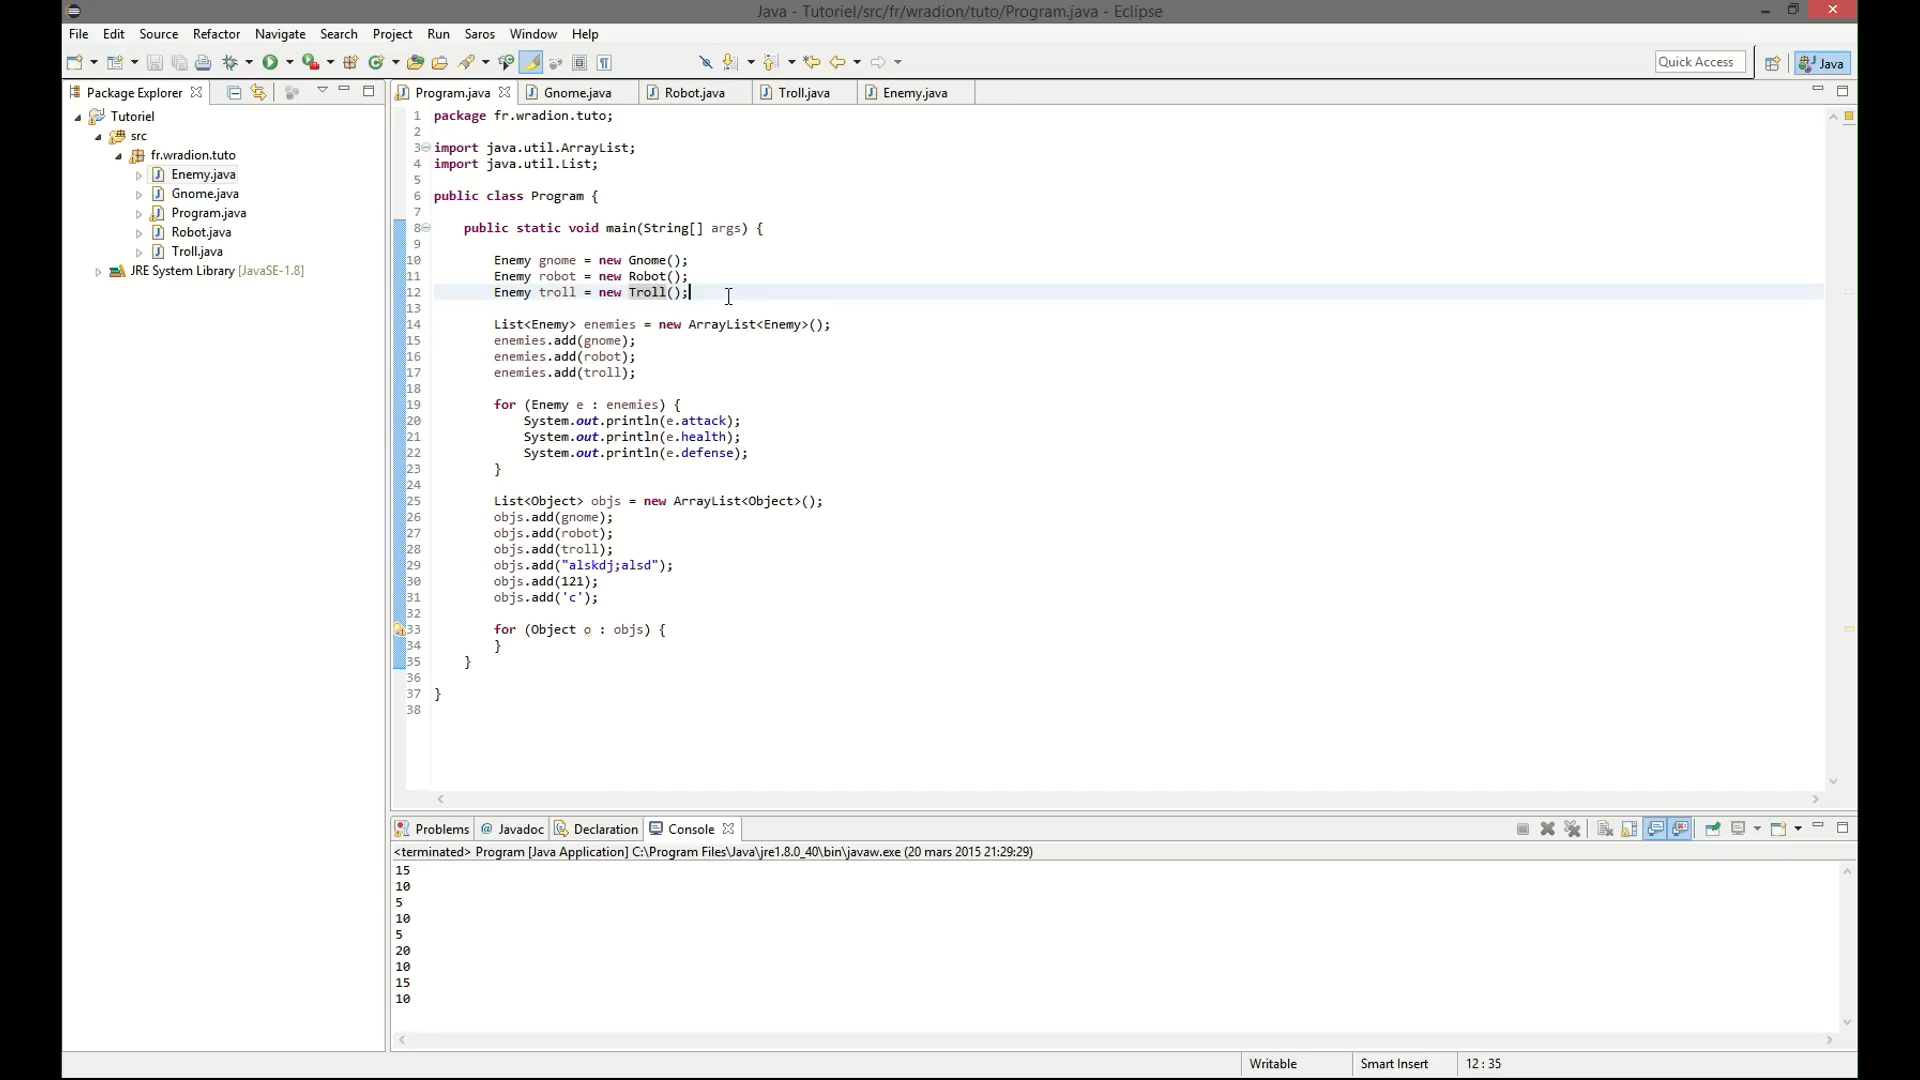 Java - Tutoriel/src/fr/wradion/tuto/Program.java - Eclipse
File Edit Source Refactor Navigate Search Project Run Saros Window Help
Quick Access Java
Package Explorer Program.java Gnome.java Robot.java Troll.java Enemy.java
Tutoriel
src
fr.wradion.tuto
Enemy.java
Gnome.java
Program.java
Robot.java
Troll.java
JRE System Library [JavaSE-1.8]
1 package fr.wradion.tuto;
2
3 import java.util.ArrayList;
4 import java.util.List;
5
6 public class Program {
7
8 public static void main(String[] args) {
9
10 Enemy gnome = new Gnome();
11 Enemy robot = new Robot();
12 Enemy troll = new Troll();
13
14 List<Enemy> enemies = new ArrayList<Enemy>();
15 enemies.add(gnome);
16 enemies.add(robot);
17 enemies.add(troll);
18
19 for (Enemy e : enemies) {
20 System.out.println(e.attack);
21 System.out.println(e.health);
22 System.out.println(e.defense);
23 }
24
25 List<Object> objs = new ArrayList<Object>();
26 objs.add(gnome);
27 objs.add(robot);
28 objs.add(troll);
29 objs.add("alskdj;alsd");
30 objs.add(121);
31 objs.add('c');
32
33 for (Object o : objs) {
34 }
35 }
36
37 }
38
Problems @ Javadoc Declaration Console
<terminated> Program [Java Application] C:\Program Files\Java\jre1.8.0_40\bin\javaw.exe (20 mars 2015 21:29:29)
15
10
5
10
5
20
10
15
10
Writable Smart Insert 12 : 35